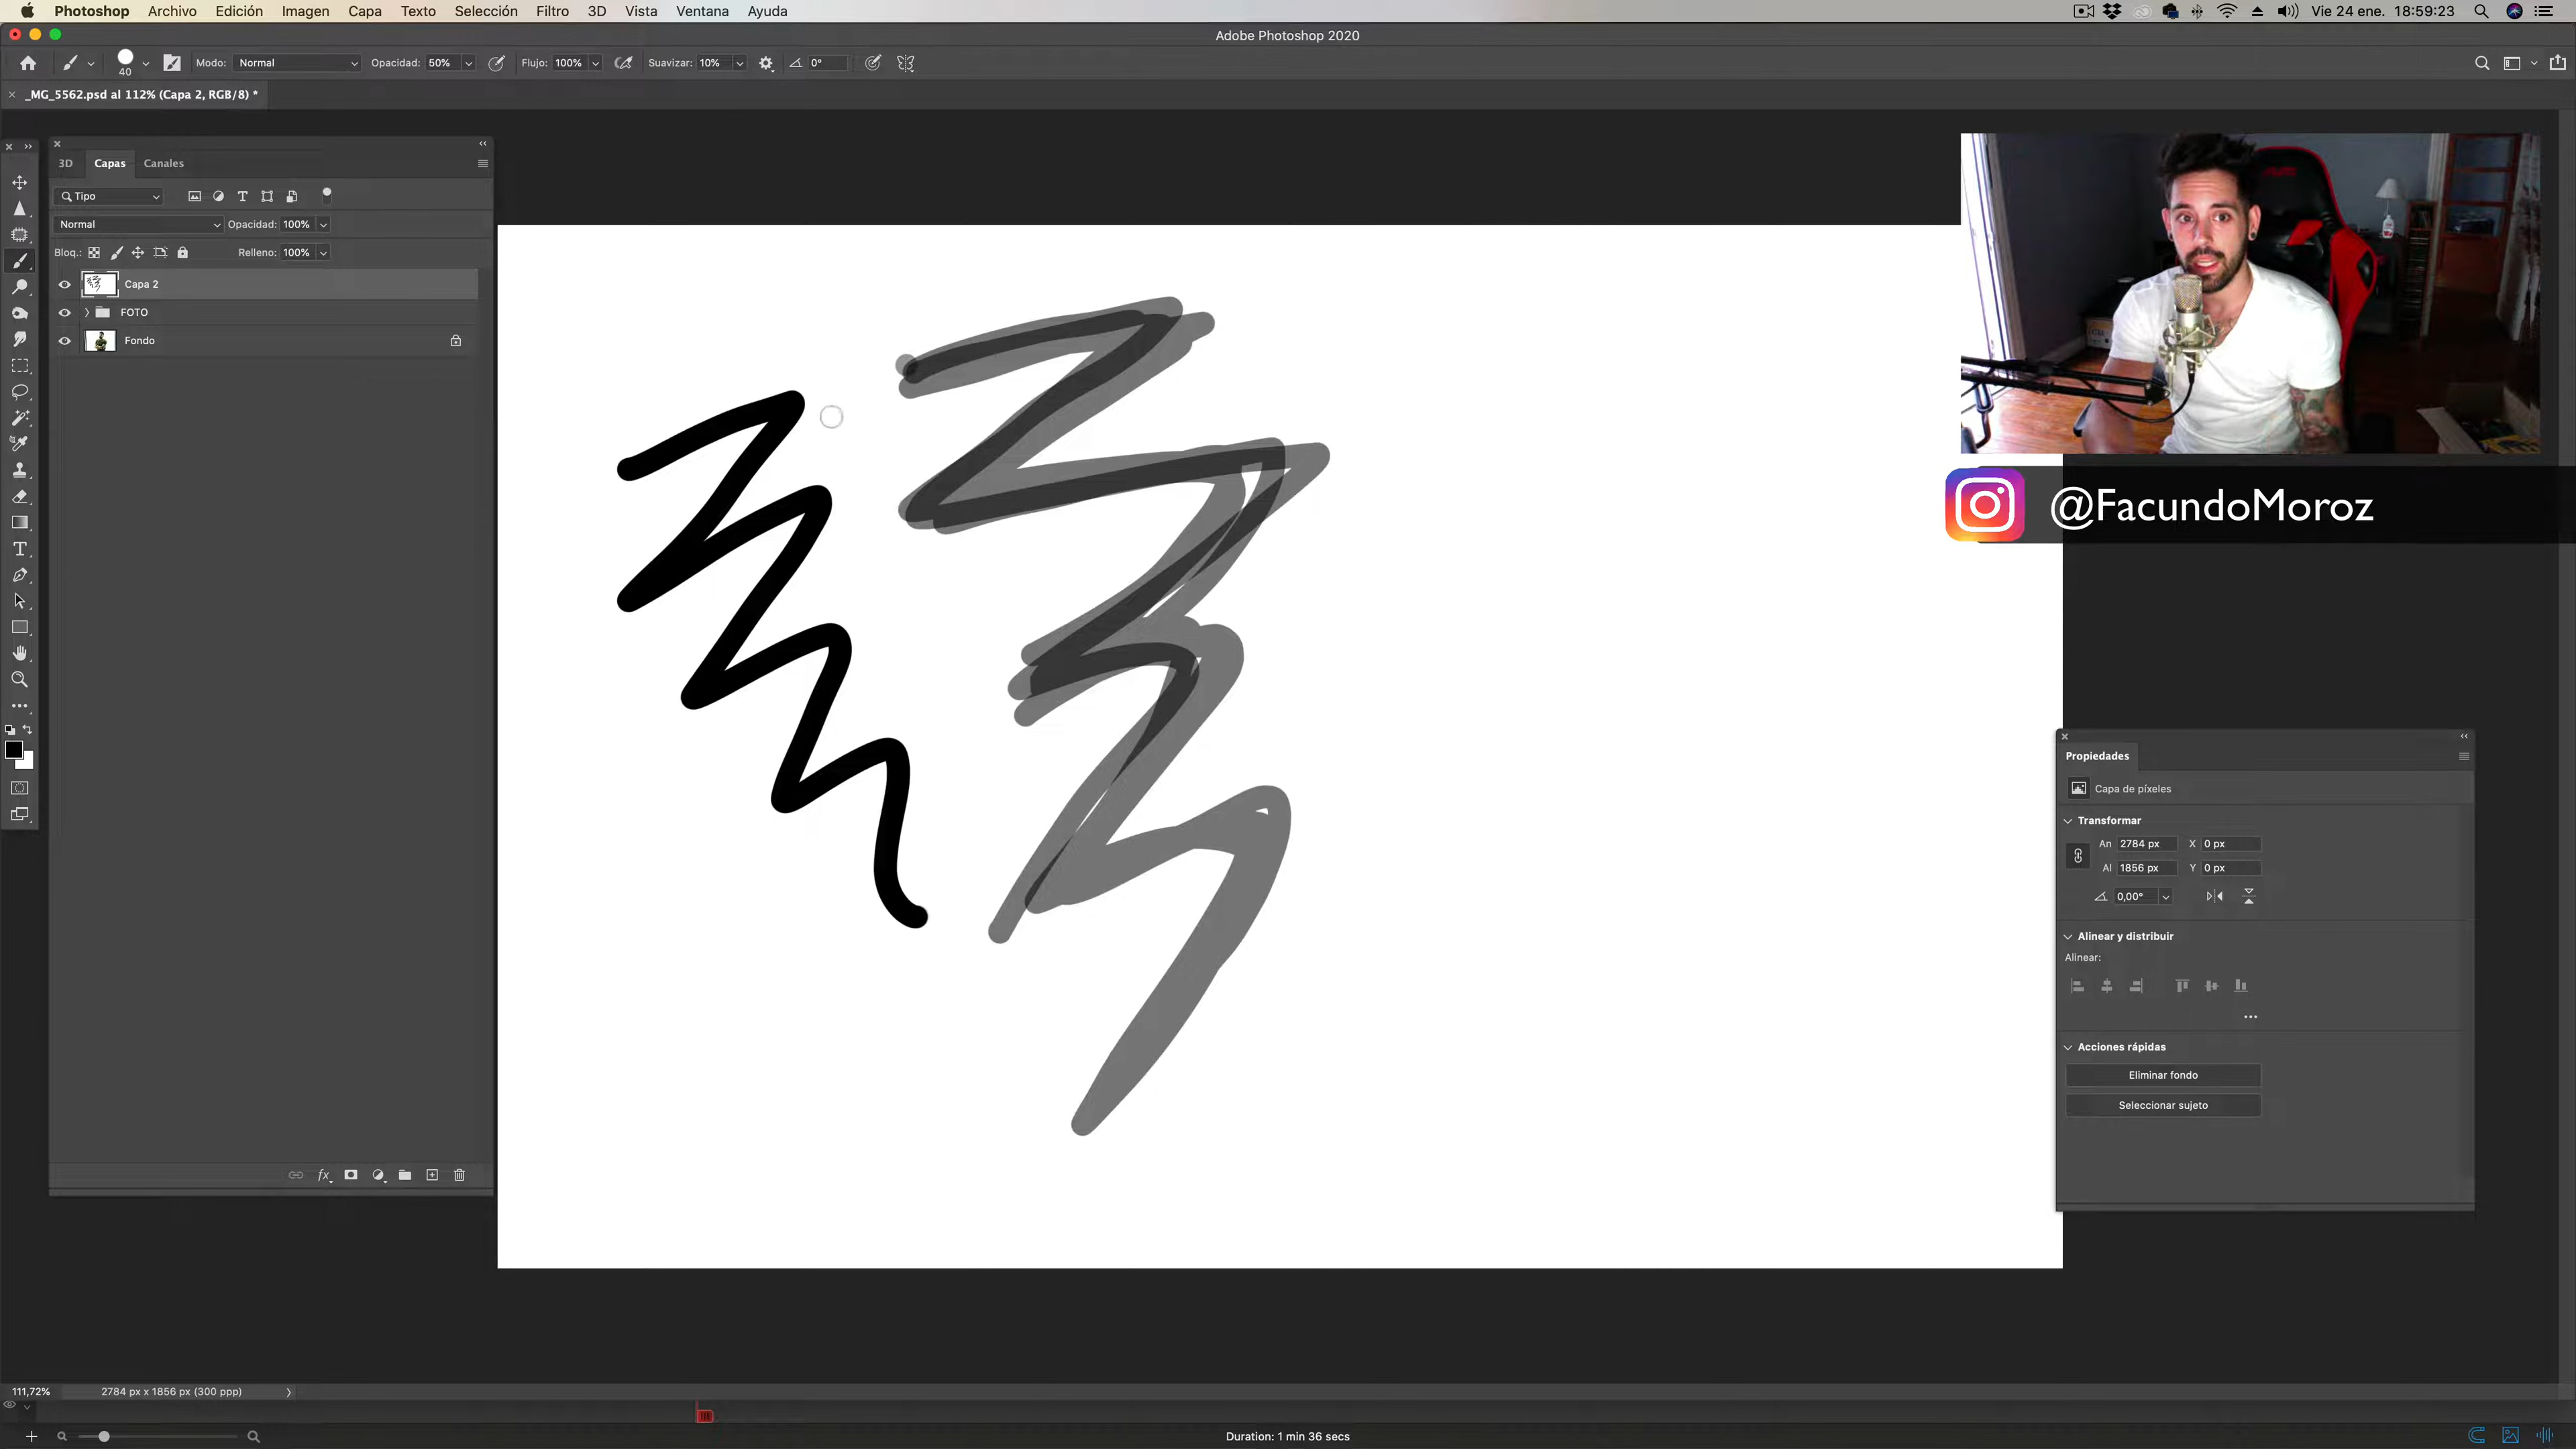 Photoshop Archivo Edición Imagen Capa Texto Selección Filtro 3D Vista Ventana Ayuda Vie 24 ene. 18:59:23
Adobe Photoshop 2020
40 Modo: Normal Opacidad: 50% Flujo: 100% Suavizar: 10% 0°
_MG_5562.psd al 112% (Capa 2, RGB/8) *
3D Capas Canales
Tipo
Normal Opacidad: 100%
Bloq.: Relleno: 100%
Capa 2
FOTO
Fondo
@FacundoMoroz
Propiedades
Capa de píxeles
Transformar
An 2784 px X 0 px
Al 1856 px Y 0 px
0,00°
Alinear y distribuir
Alinear:
Acciones rápidas
Eliminar fondo
Seleccionar sujeto
fx
111,72% 2784 px x 1856 px (300 ppp)
Duration: 1 min 36 secs